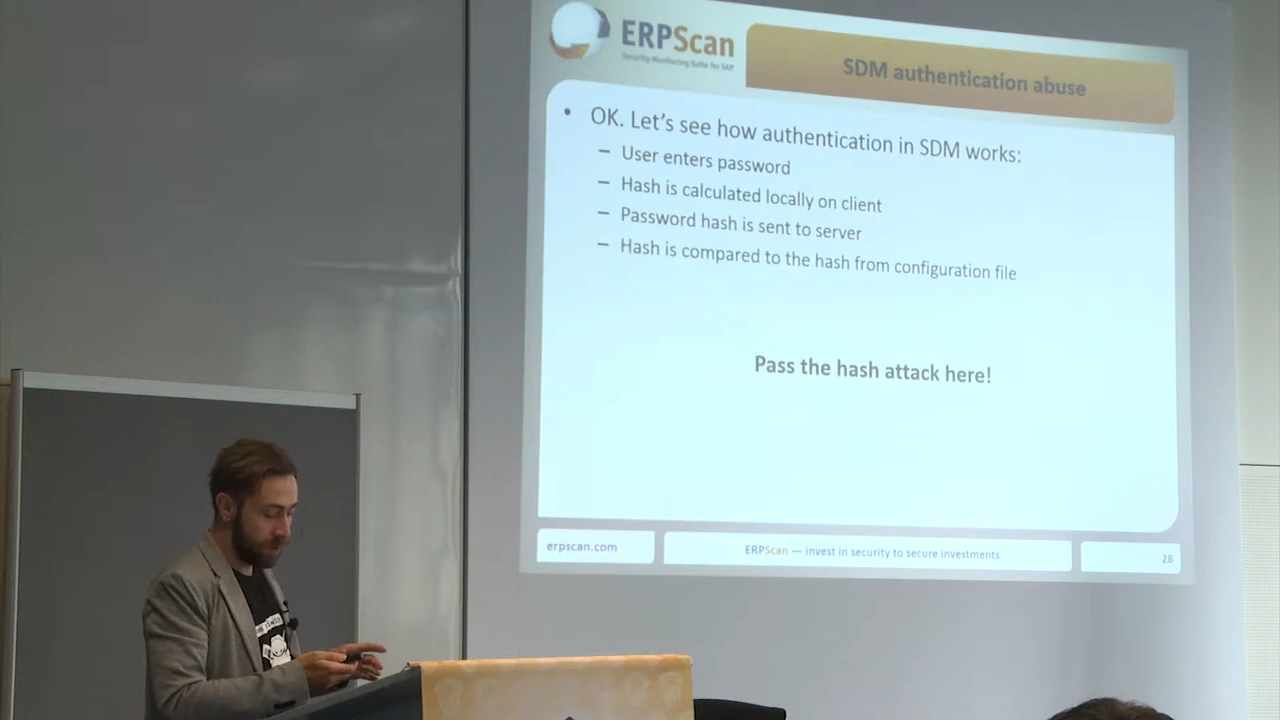 ERPScan
Security Monitoring Suite for SAP
SDM authentication abuse
• OK. Let's see how authentication in SDM works:
– User enters password
– Hash is calculated locally on client
– Password hash is sent to server
– Hash is compared to the hash from configuration file
Pass the hash attack here!
erpscan.com
ERPScan — invest in security to secure investments
28